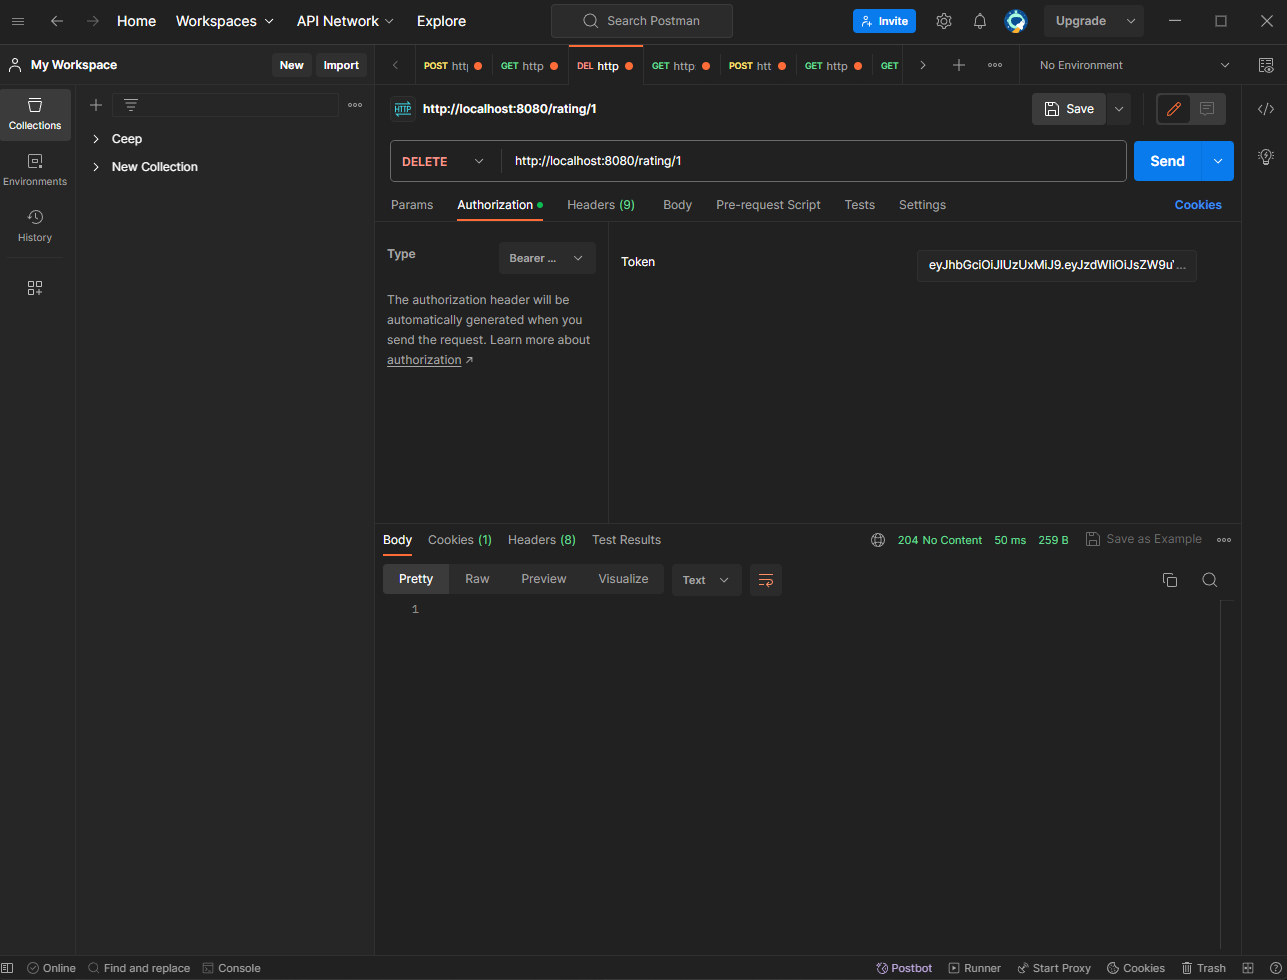 Home Workspaces API Network Explore Search Postman Invite Upgrade
My Workspace New Import POST GET http DEL http GET http POST htt GET http GET No Environment
Collections
Environments
History
Ceep
New Collection
HTTP http://localhost:8080/rating/1 Save
DELETE http://localhost:8080/rating/1 Send
Params Authorization Headers (9) Body Pre-request Script Tests Settings Cookies
Type Bearer ... Token
The authorization header will be
automatically generated when you
send the request. Learn more about
authorization
Body Cookies (1) Headers (8) Test Results 204 No Content 50 ms 259 B Save as Example
Pretty Raw Preview Visualize Text
1
Online Find and replace Console Postbot Runner Start Proxy Cookies Trash